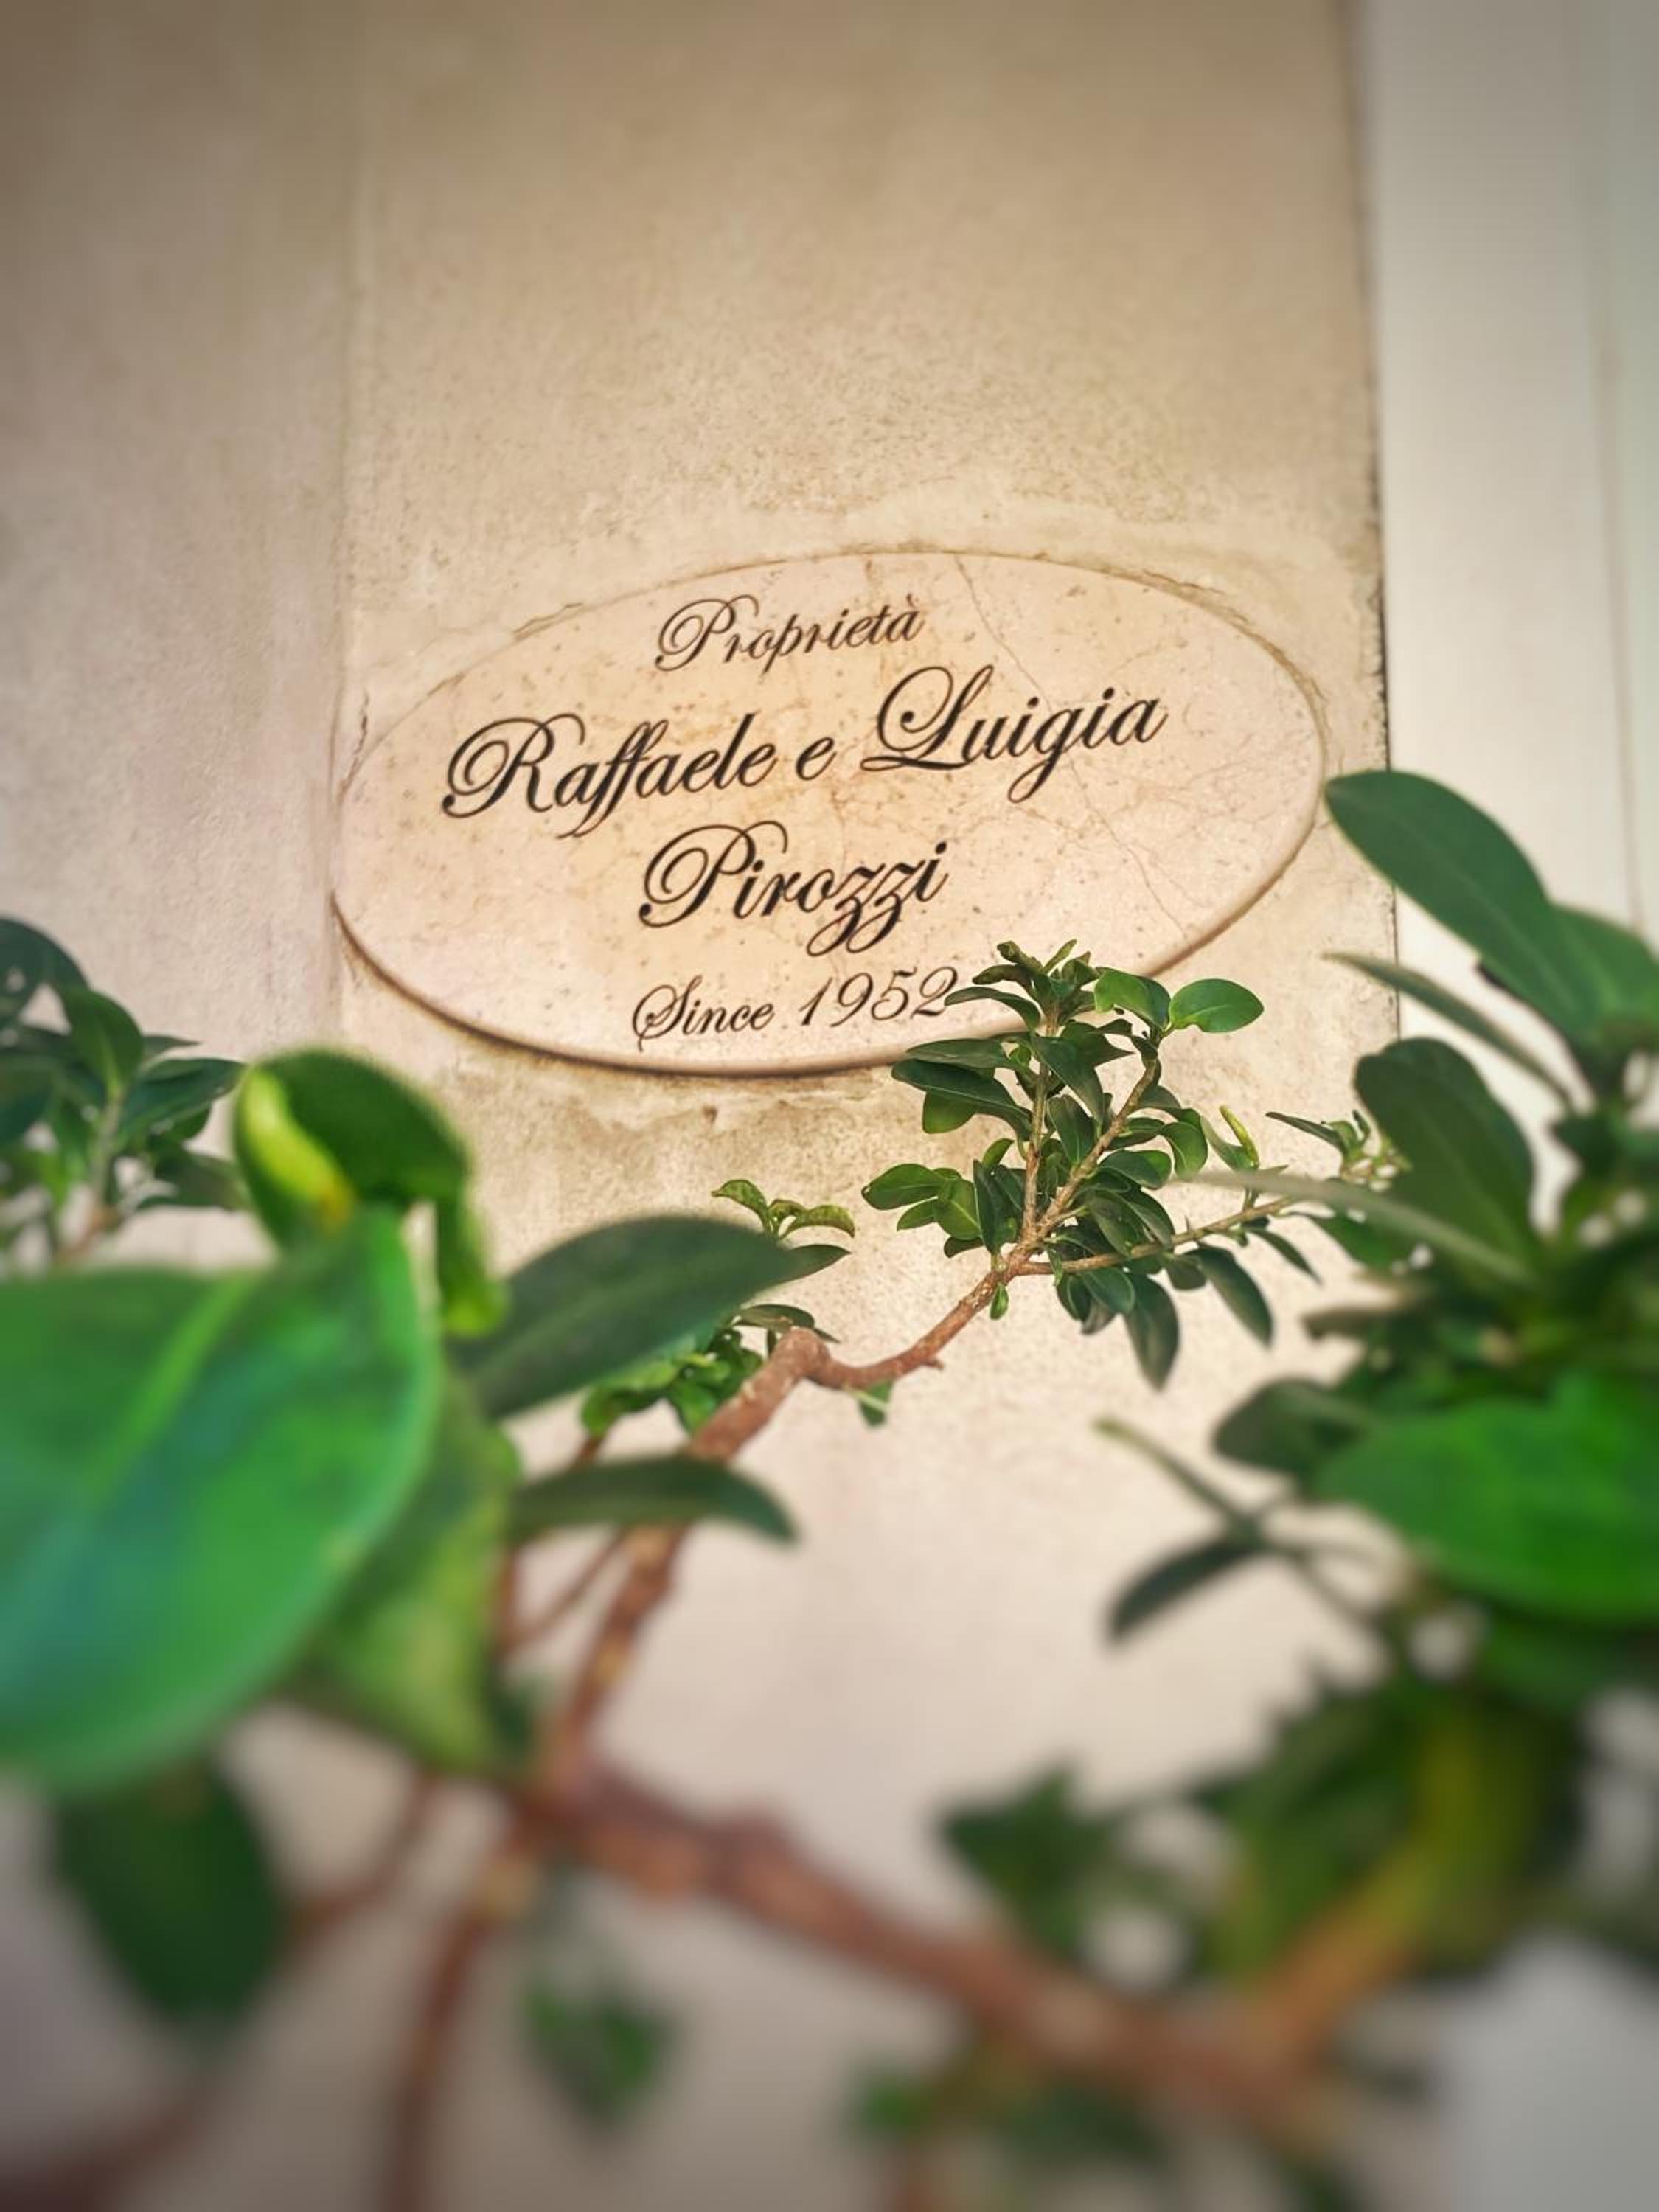 Proprietà
Raffaele e Luigia
Pirozzi
Since 1952